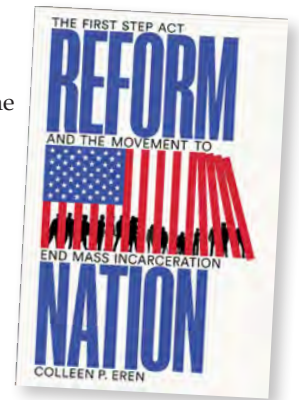 THE FIRST STEP ACT
REFORM
AND THE MOVEMENT TO
END MASS INCARCERATION
NATION
COLLEEN P. EREN